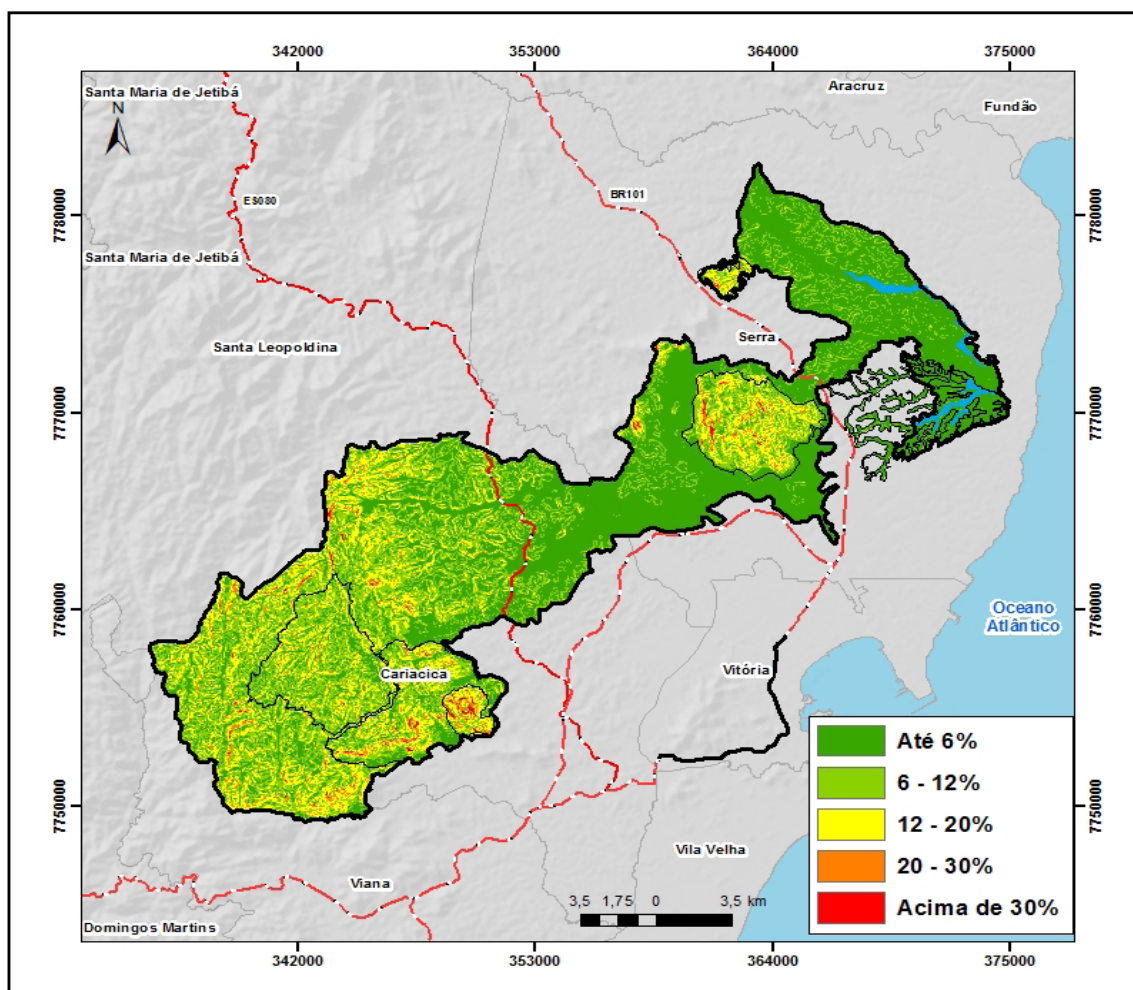 342000 353000 364000 375000
Santa Maria de Jetibá
Aracruz
Fundão
N
7780000
ES080
BR101
7780000
Santa Maria de Jetibá
Serra
Santa Leopoldina
7770000
7770000
7760000
7760000
Oceano
Atlântico
Cariacica
Vitória
Até 6%
6 - 12%
12 - 20%
20 - 30%
Acima de 30%
7750000
7750000
Vila Velha
Viana
3,5 1,75 0 3,5 km
Domingos Martins
342000 353000 364000 375000